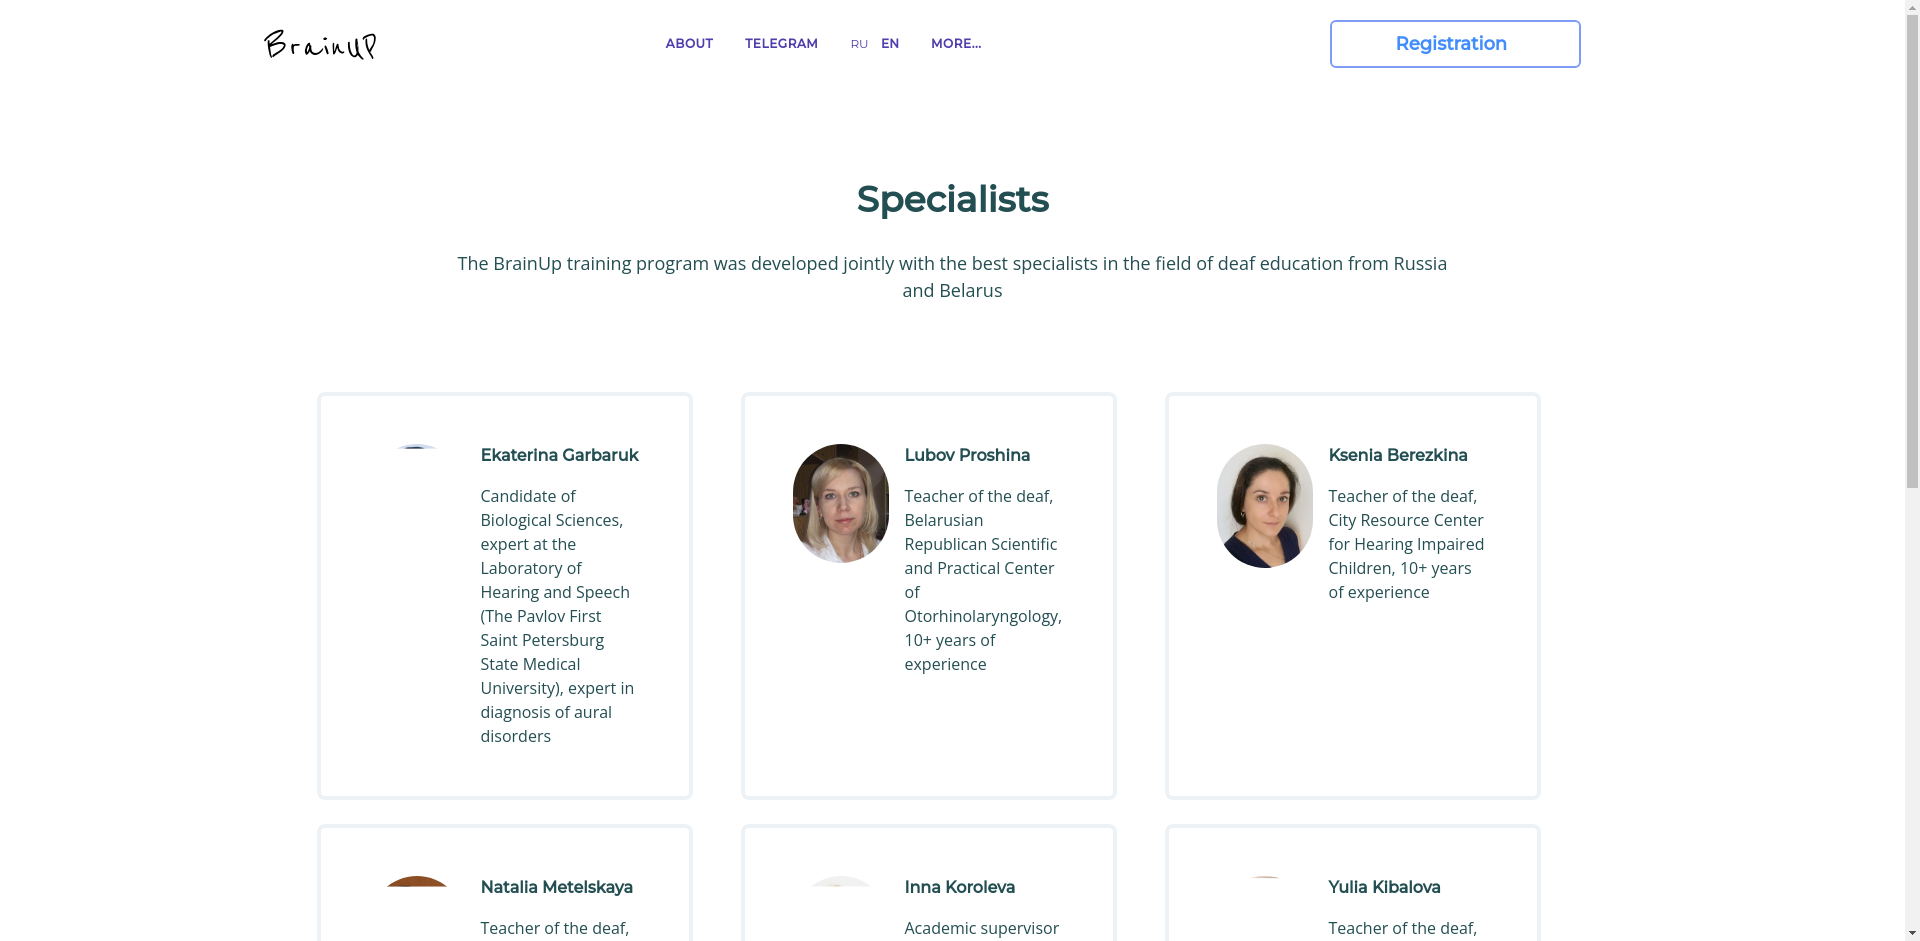 BrainUP
ABOUT
TELEGRAM
RU
EN
MORE...
Registration
Specialists
The BrainUp training program was developed jointly with the best specialists in the field of deaf education from Russia
and Belarus
Ekaterina Garbaruk
Candidate of
Biological Sciences,
expert at the
Laboratory of
Hearing and Speech
(The Pavlov First
Saint Petersburg
State Medical
University), expert in
diagnosis of aural
disorders
Lubov Proshina
Teacher of the deaf,
Belarusian
Republican Scientific
and Practical Center
of
Otorhinolaryngology,
10+ years of
experience
Ksenia Berezkina
Teacher of the deaf,
City Resource Center
for Hearing Impaired
Children, 10+ years
of experience
Natalia Metelskaya
Teacher of the deaf,
Inna Koroleva
Academic supervisor
Yulia Kibalova
Teacher of the deaf,